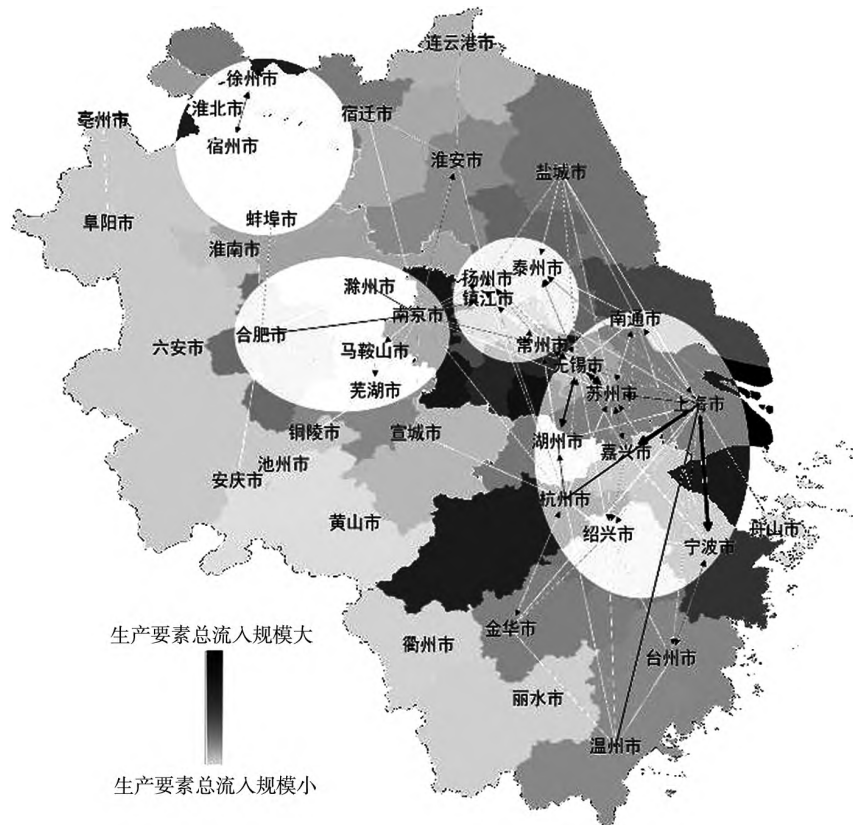 连云港市
徐州市
淮北市
宿迁市
亳州市
宿州市
淮安市
盐城市
阜阳市
蚌埠市
淮南市
泰州市
扬州市
滁州市
镇江市
南京市
南通市
合肥市
六安市
马鞍山市
常州市
无锡市
芜湖市
苏州市
上海市
铜陵市
宣城市
湖州市
嘉兴市
池州市
安庆市
杭州市
黄山市
绍兴市
舟山市
宁波市
生产要素总流入规模大
金华市
衢州市
台州市
丽水市
温州市
生产要素总流入规模小